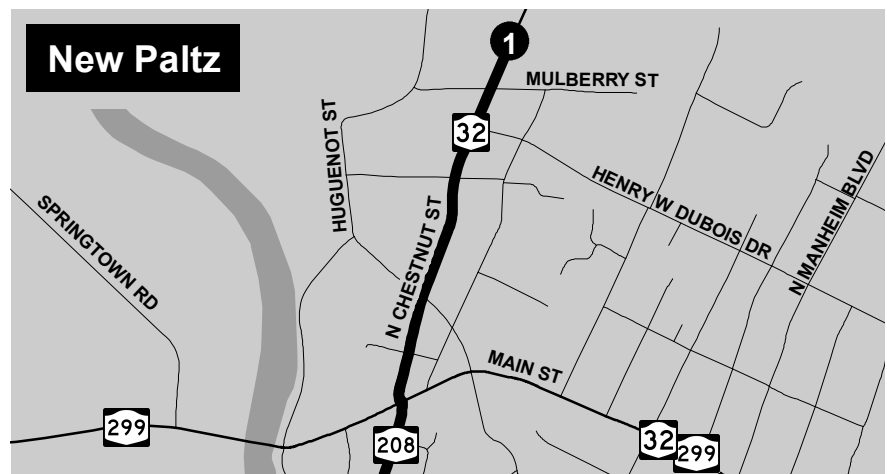 New Paltz
1
MULBERRY ST
32
HUGUENOT ST
HENRY W DUBOIS DR
N MANHEIM BLVD
SPRINGTOWN RD
N CHESTNUT ST
MAIN ST
299
208
32
299